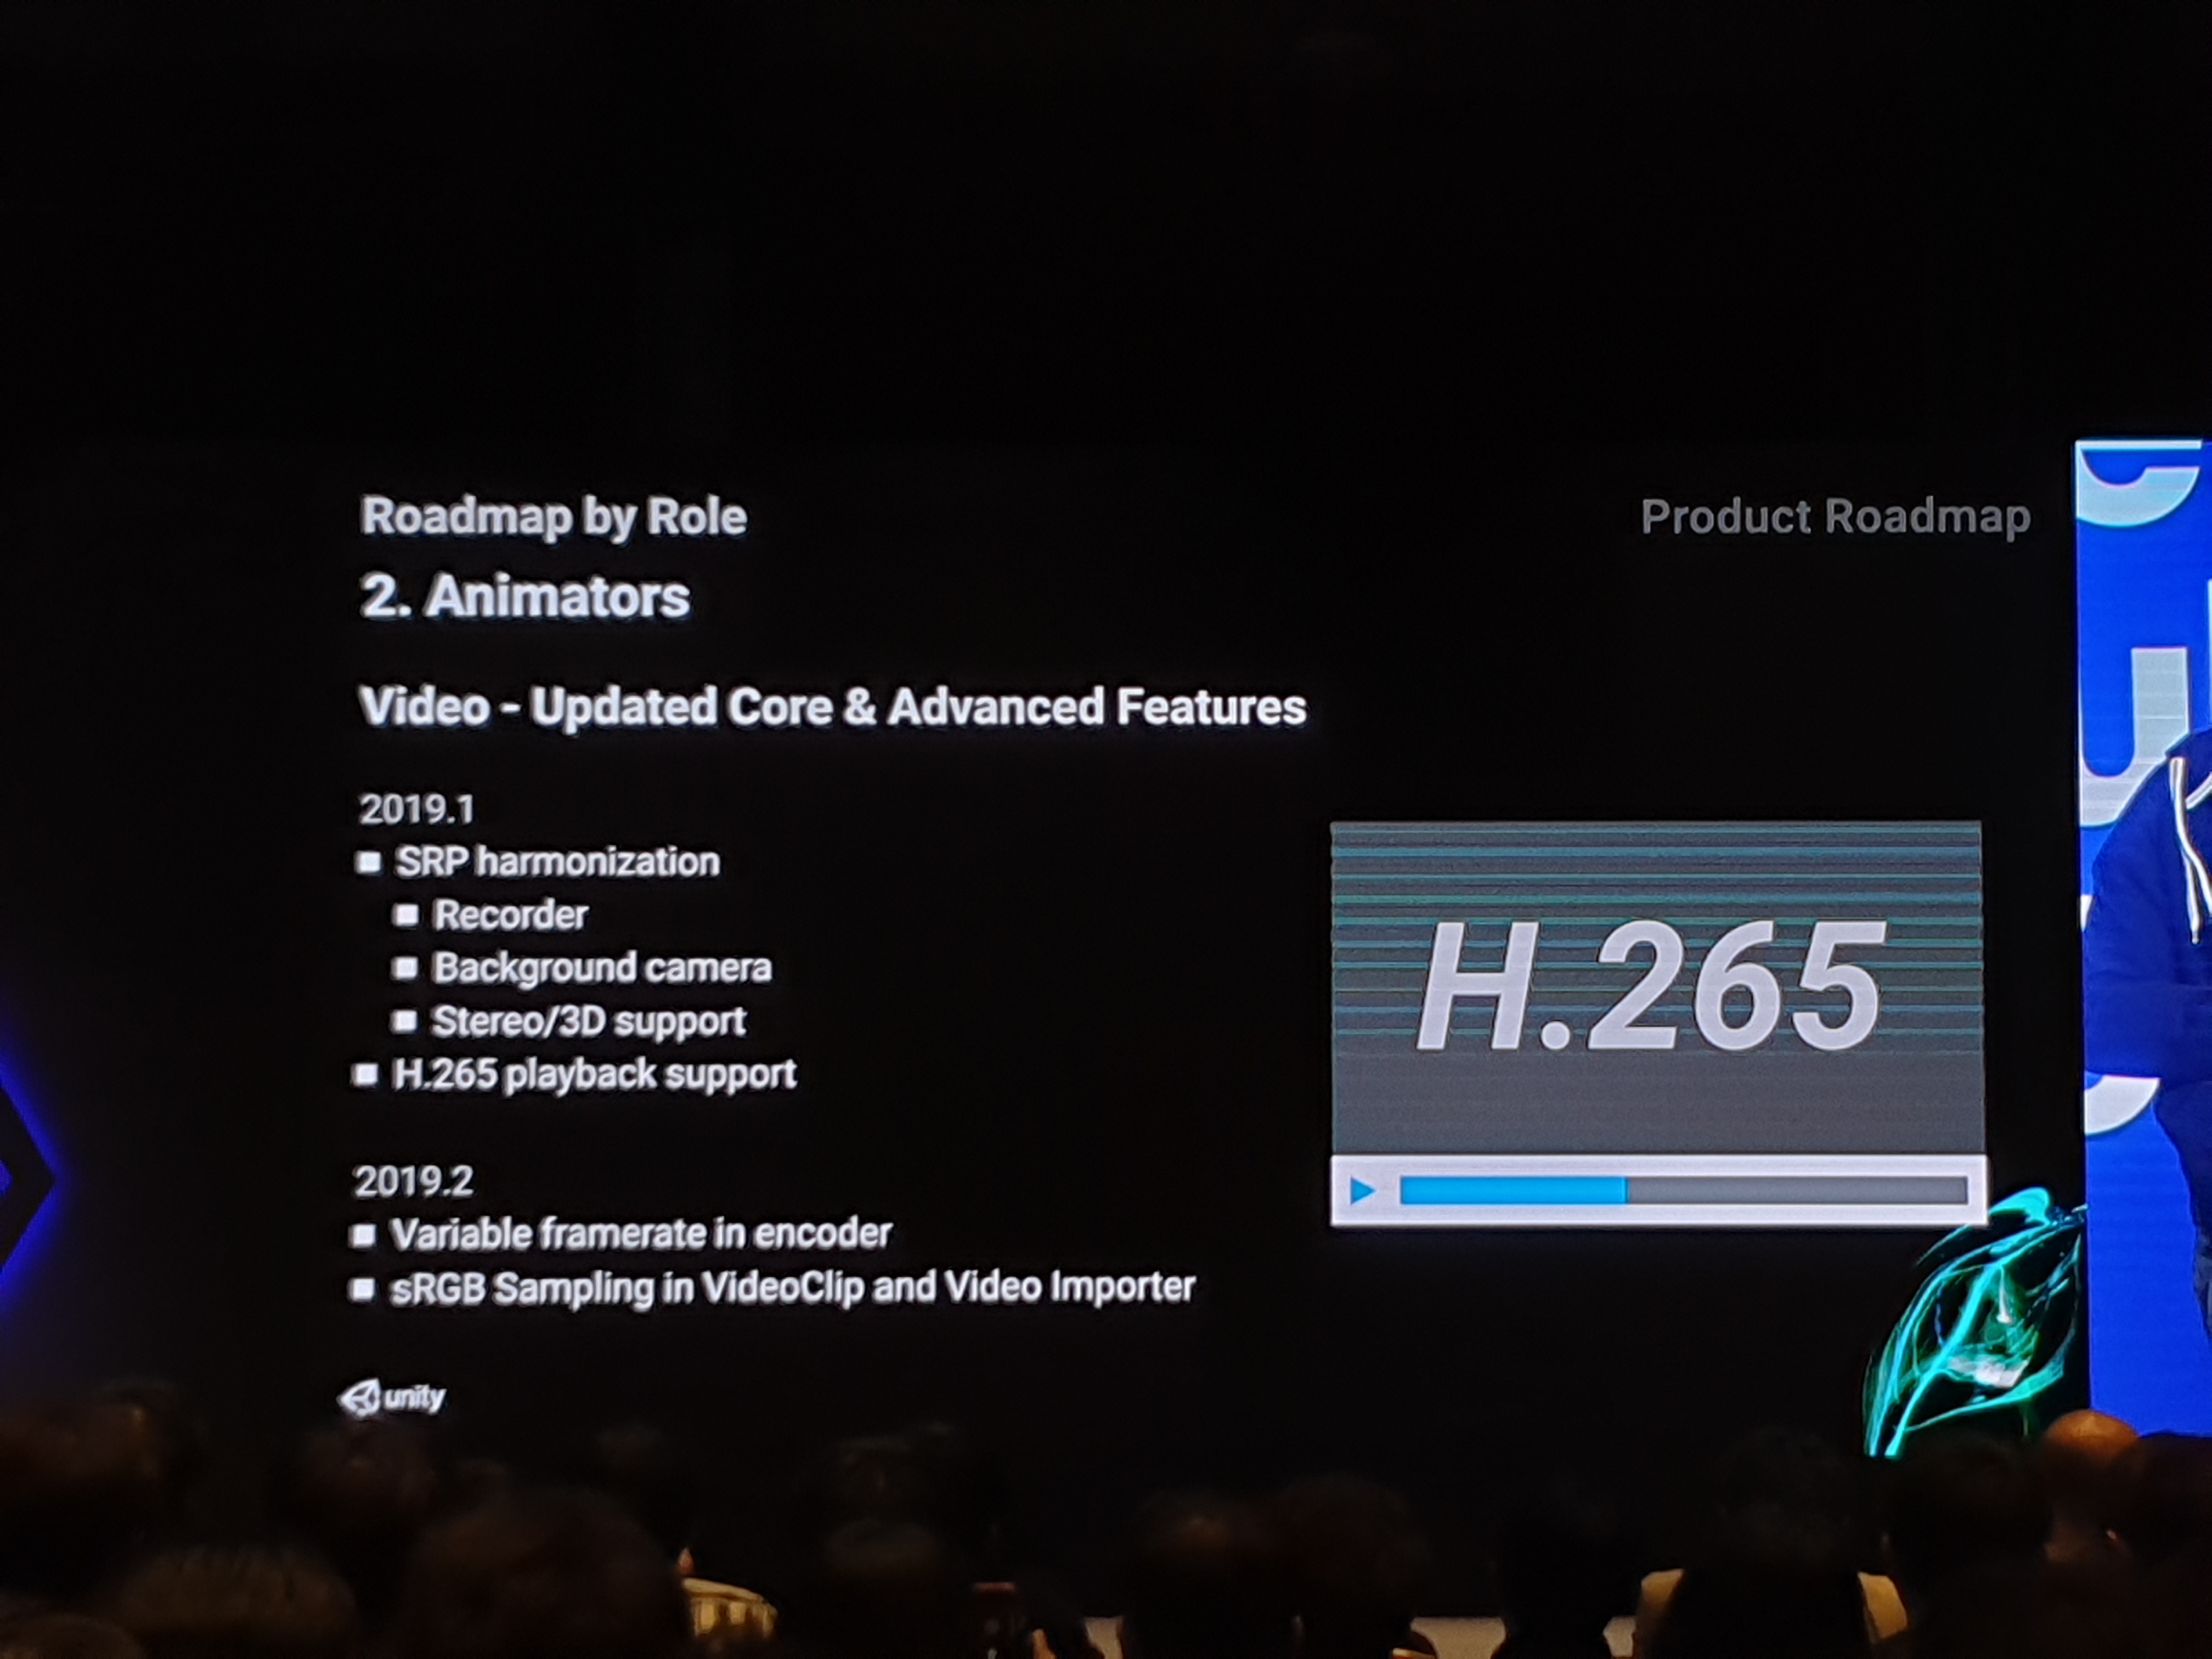 Roadmap by Role
Product Roadmap
2. Animators
Video - Updated Core & Advanced Features
2019.1
SRP harmonization
Recorder
Background camera
Stereo/3D support
H.265 playback support
H.265
2019.2
Variable framerate in encoder
sRGB Sampling in VideoClip and Video Importer
unity